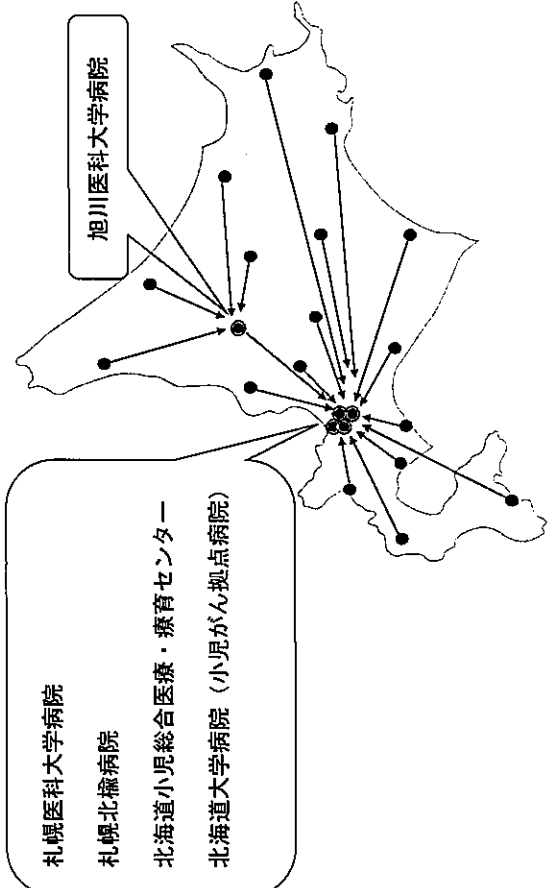 旭川医科大学病院
札幌医科大学病院
札幌北楡病院
北海道小児総合医療・療育センター
北海道大学病院（小児がん拠点病院）